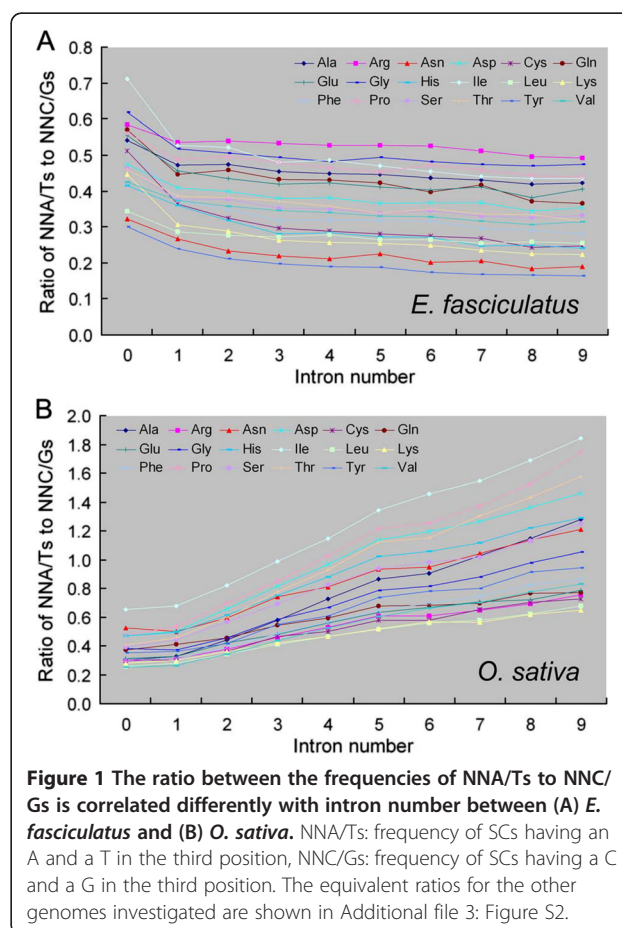 A
Ratio of NNA/Ts to NNC/Gs
0.8
0.7
0.6
0.5
0.4
0.3
0.2
0.1
0.0
Ala Arg Asn Asp Cys Gln
Glu Gly His Ile Leu Lys
Phe Pro Ser Thr Tyr Val
E. fasciculatus
0 1 2 3 4 5 6 7 8 9
Intron number
B
Ratio of NNA/Ts to NNC/Gs
2.0
1.8
1.6
1.4
1.2
1.0
0.8
0.6
0.4
0.2
0.0
Ala Arg Asn Asp Cys Gln
Glu Gly His Ile Leu Lys
Phe Pro Ser Thr Tyr Val
O. sativa
0 1 2 3 4 5 6 7 8 9
Intron number
Figure 1 The ratio between the frequencies of NNA/Ts to NNC/
Gs is correlated differently with intron number between (A) E.
fasciculatus and (B) O. sativa. NNA/Ts: frequency of SCs having an
A and a T in the third position, NNC/Gs: frequency of SCs having a C
and a G in the third position. The equivalent ratios for the other
genomes investigated are shown in Additional file 3: Figure S2.